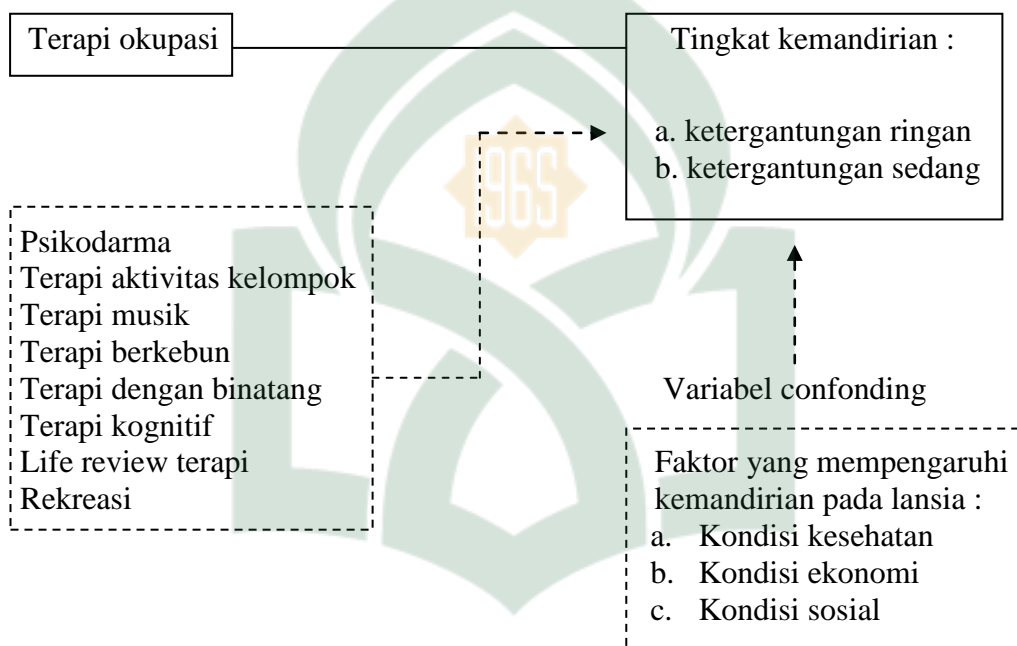 Terapi okupasi
Tingkat kemandirian :
a. ketergantungan ringan
b. ketergantungan sedang
965
Psikodarma
Terapi aktivitas kelompok
Terapi musik
Terapi berkebun
Terapi dengan binatang
Terapi kognitif
Life review terapi
Rekreasi
Variabel confonding
Faktor yang mempengaruhi
kemandirian pada lansia :
a. Kondisi kesehatan
b. Kondisi ekonomi
c. Kondisi sosial